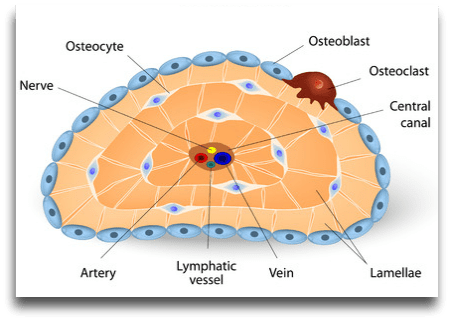 Osteocyte
Osteoblast
Osteoclast
Nerve
Central
canal
Artery
Lymphatic
vessel
Vein
Lamellae